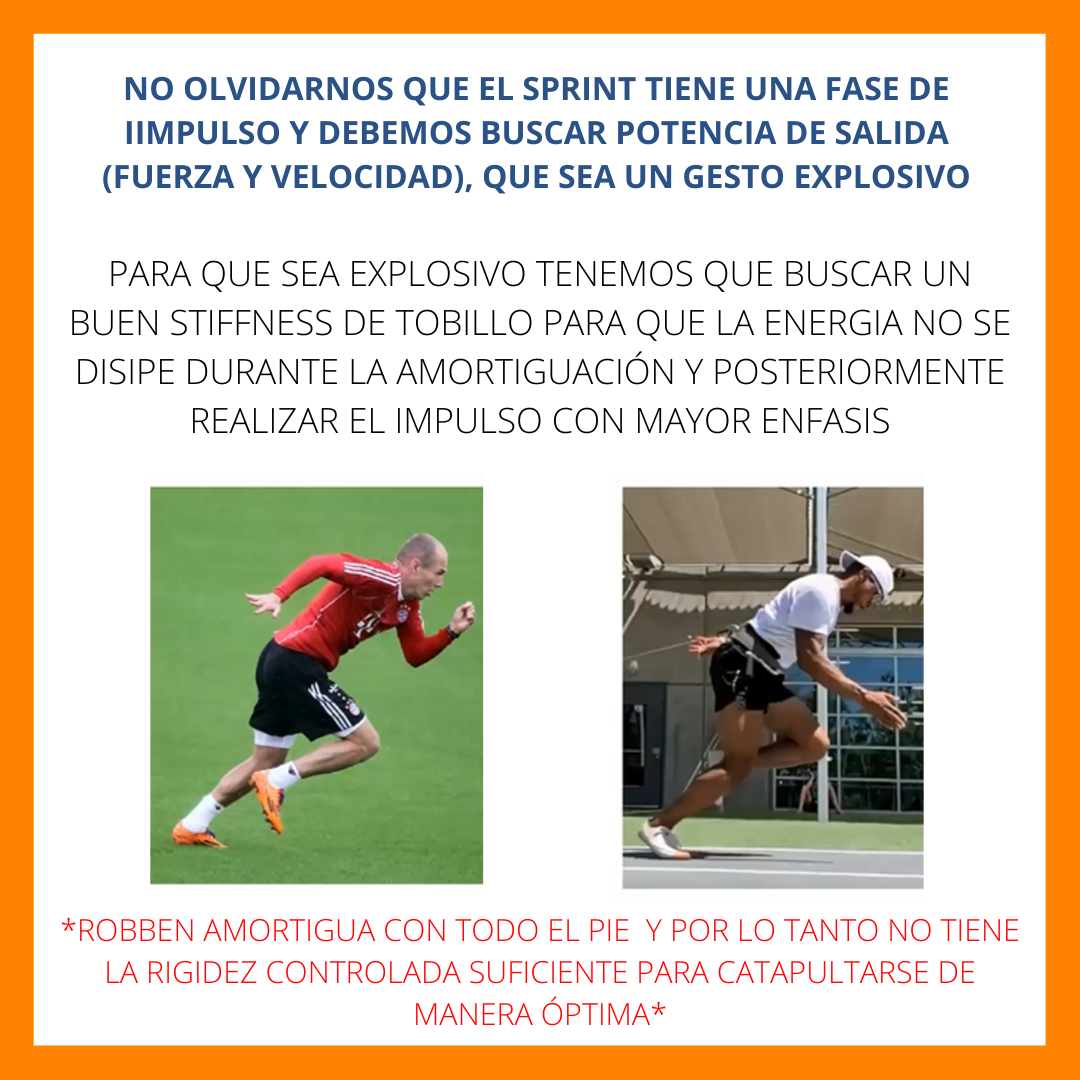 NO OLVIDARNOS QUE EL SPRINT TIENE UNA FASE DE
IIMPULSO Y DEBEMOS BUSCAR POTENCIA DE SALIDA
(FUERZA Y VELOCIDAD), QUE SEA UN GESTO EXPLOSIVO
PARA QUE SEA EXPLOSIVO TENEMOS QUE BUSCAR UN
BUEN STIFFNESS DE TOBILLO PARA QUE LA ENERGIA NO SE
DISIPE DURANTE LA AMORTIGUACIÓN Y POSTERIORMENTE
REALIZAR EL IMPULSO CON MAYOR ENFASIS
*ROBBEN AMORTIGUA CON TODO EL PIE  Y POR LO TANTO NO TIENE
LA RIGIDEZ CONTROLADA SUFICIENTE PARA CATAPULTARSE DE
MANERA ÓPTIMA*